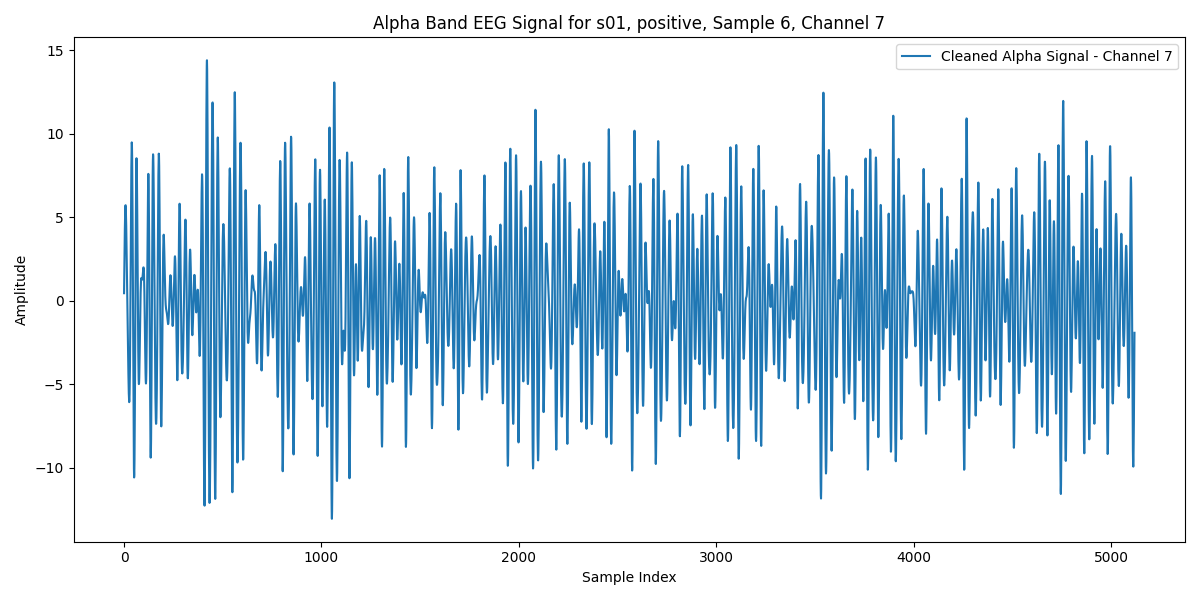 Alpha Band EEG Signal for s01, positive, Sample 6, Channel 7
Cleaned Alpha Signal - Channel 7
Amplitude
15
10
5
0
−5
−10
0 1000 2000 3000 4000 5000
Sample Index